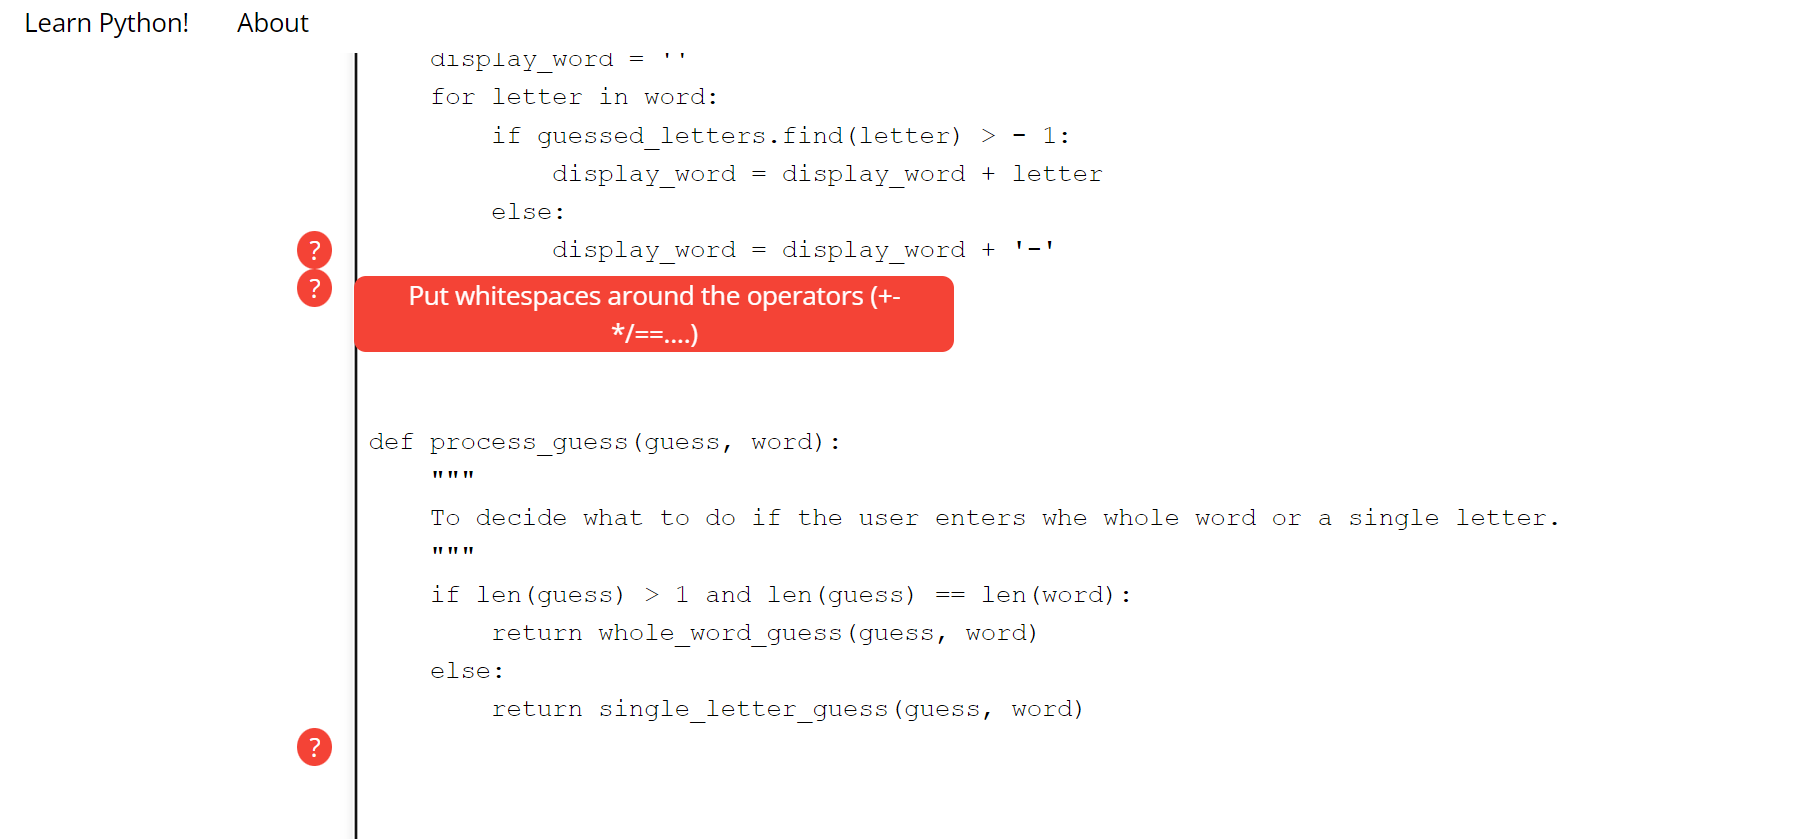 Learn Python! About
display_word = ''
for letter in word:
if guessed_letters.find(letter) > - 1:
display_word = display_word + letter
else:
? display_word = display_word + '-'
? Put whitespaces around the operators (+-
*/==....)
def process_guess(guess, word):
"""
To decide what to do if the user enters whe whole word or a single letter.
"""
if len(guess) > 1 and len(guess) == len(word):
return whole_word_guess(guess, word)
else:
return single_letter_guess(guess, word)
?